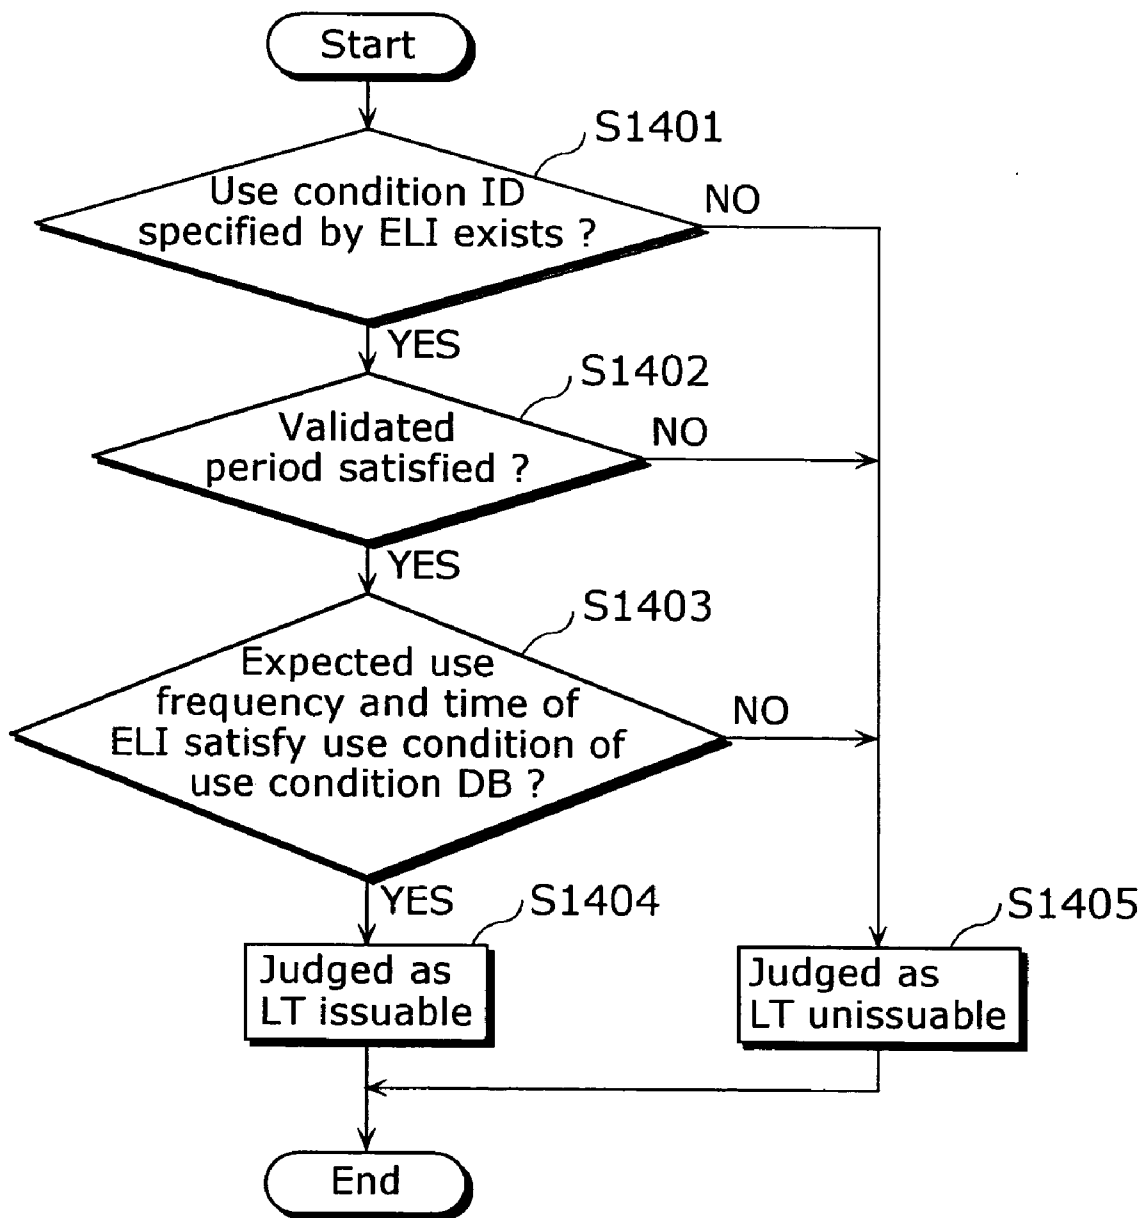 Start
S1401
Use condition ID
specified by ELI exists ?
NO
YES
S1402
Validated
period satisfied ?
NO
YES
S1403
Expected use
frequency and time of
ELI satisfy use condition of
use condition DB ?
NO
YES
S1404
Judged as
LT issuable
S1405
Judged as
LT unissuable
End